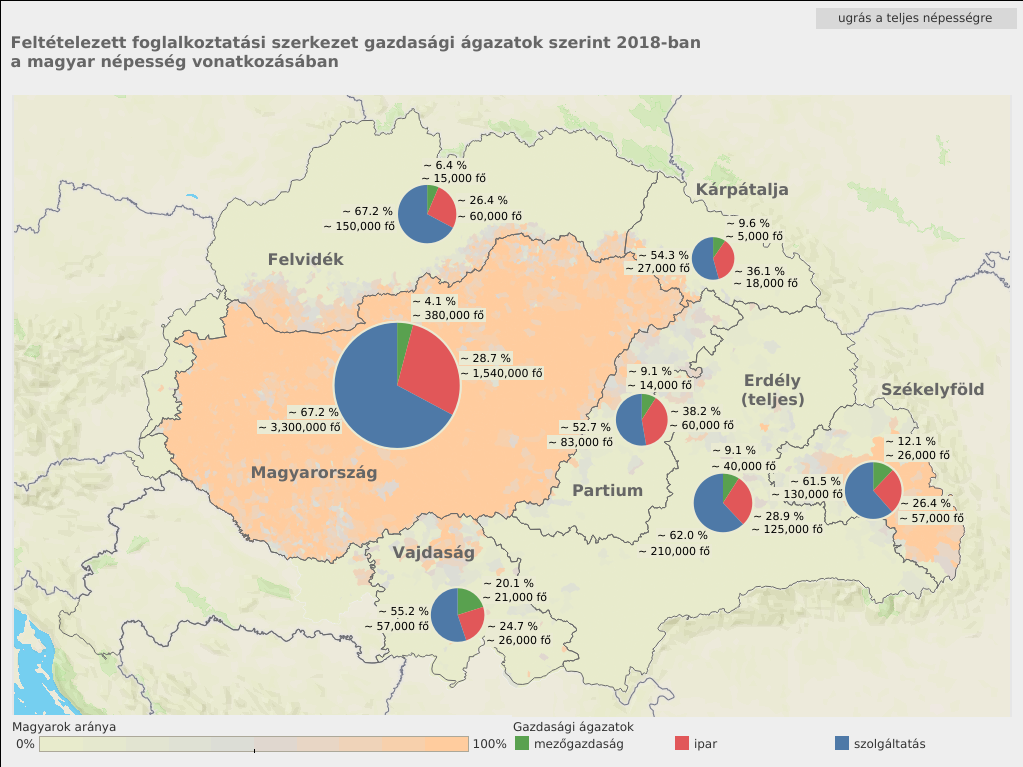 ugrás a teljes népességre
Feltételezett foglalkoztatási szerkezet gazdasági ágazatok szerint 2018-ban
a magyar népesség vonatkozásában
~ 6.4 %
~ 15,000 fő
~ 26.4 %
~ 60,000 fő
~ 67.2 %
~ 150,000 fő
Felvidék
Kárpátalja
~ 9.6 %
~ 5,000 fő
~ 54.3 %
~ 27,000 fő
~ 36.1 %
~ 18,000 fő
~ 4.1 %
~ 380,000 fő
~ 28.7 %
~ 1,540,000 fő
~ 67.2 %
~ 3,300,000 fő
Magyarország
~ 9.1 %
~ 14,000 fő
~ 38.2 %
~ 60,000 fő
~ 52.7 %
~ 83,000 fő
Partium
Erdély
(teljes)
~ 9.1 %
~ 40,000 fő
~ 28.9 %
~ 125,000 fő
~ 62.0 %
~ 210,000 fő
Székelyföld
~ 12.1 %
~ 26,000 fő
~ 61.5 %
~ 130,000 fő
~ 26.4 %
~ 57,000 fő
Vajdaság
~ 20.1 %
~ 21,000 fő
~ 55.2 %
~ 57,000 fő
~ 24.7 %
~ 26,000 fő
Magyarok aránya
0% 100%
Gazdasági ágazatok
mezőgazdaság ipar szolgáltatás